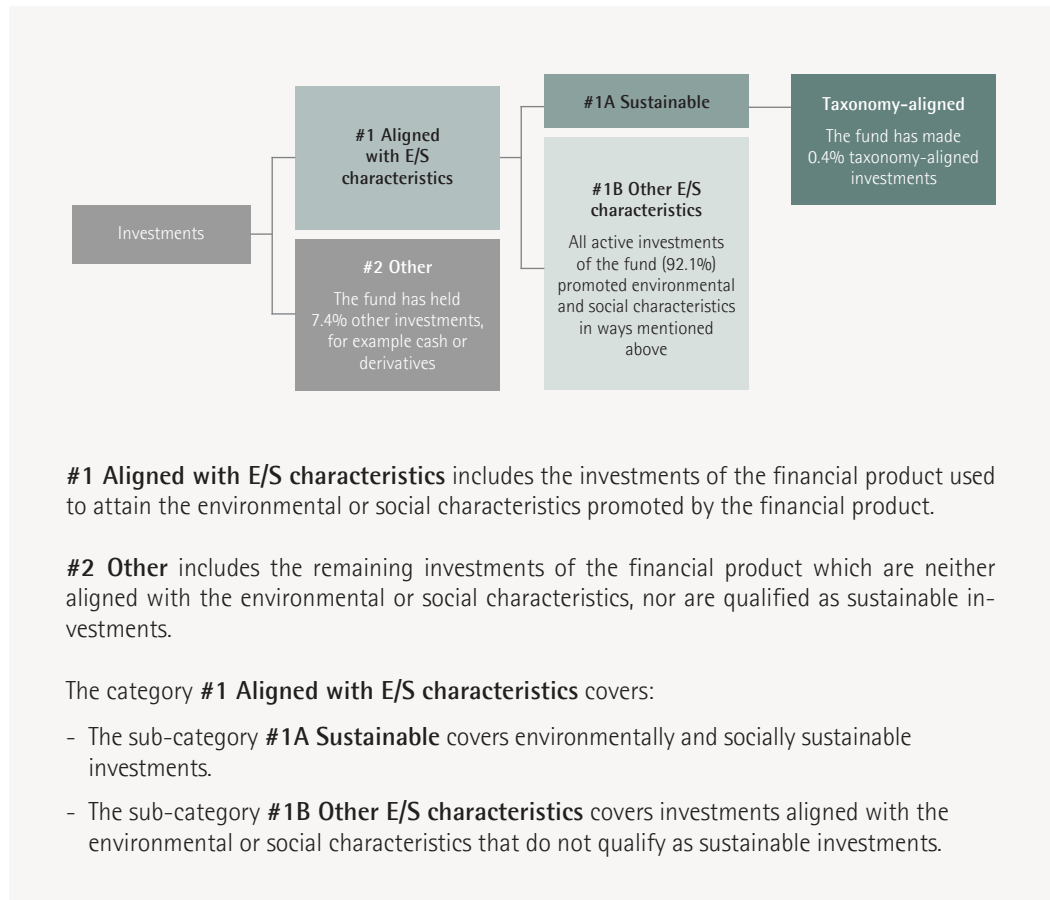 Investments
#1 Aligned
with E/S
characteristics
#2 Other
The fund has held
7.4% other investments,
for example cash or
derivatives
#1A Sustainable
#1B Other E/S
characteristics
All active investments
of the fund (92.1%)
promoted environmental
and social characteristics
in ways mentioned
above
Taxonomy-aligned
The fund has made
0.4% taxonomy-aligned
investments
#1 Aligned with E/S characteristics includes the investments of the financial product used
to attain the environmental or social characteristics promoted by the financial product.
#2 Other includes the remaining investments of the financial product which are neither
aligned with the environmental or social characteristics, nor are qualified as sustainable in-
vestments.
The category #1 Aligned with E/S characteristics covers:
- The sub-category #1A Sustainable covers environmentally and socially sustainable
investments.
- The sub-category #1B Other E/S characteristics covers investments aligned with the
environmental or social characteristics that do not qualify as sustainable investments.